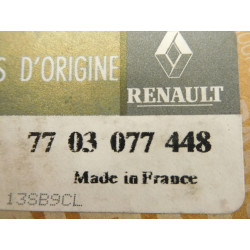 S D'ORIGINE
RENAULT
77 03 077 448
Made in France
13SB9CL